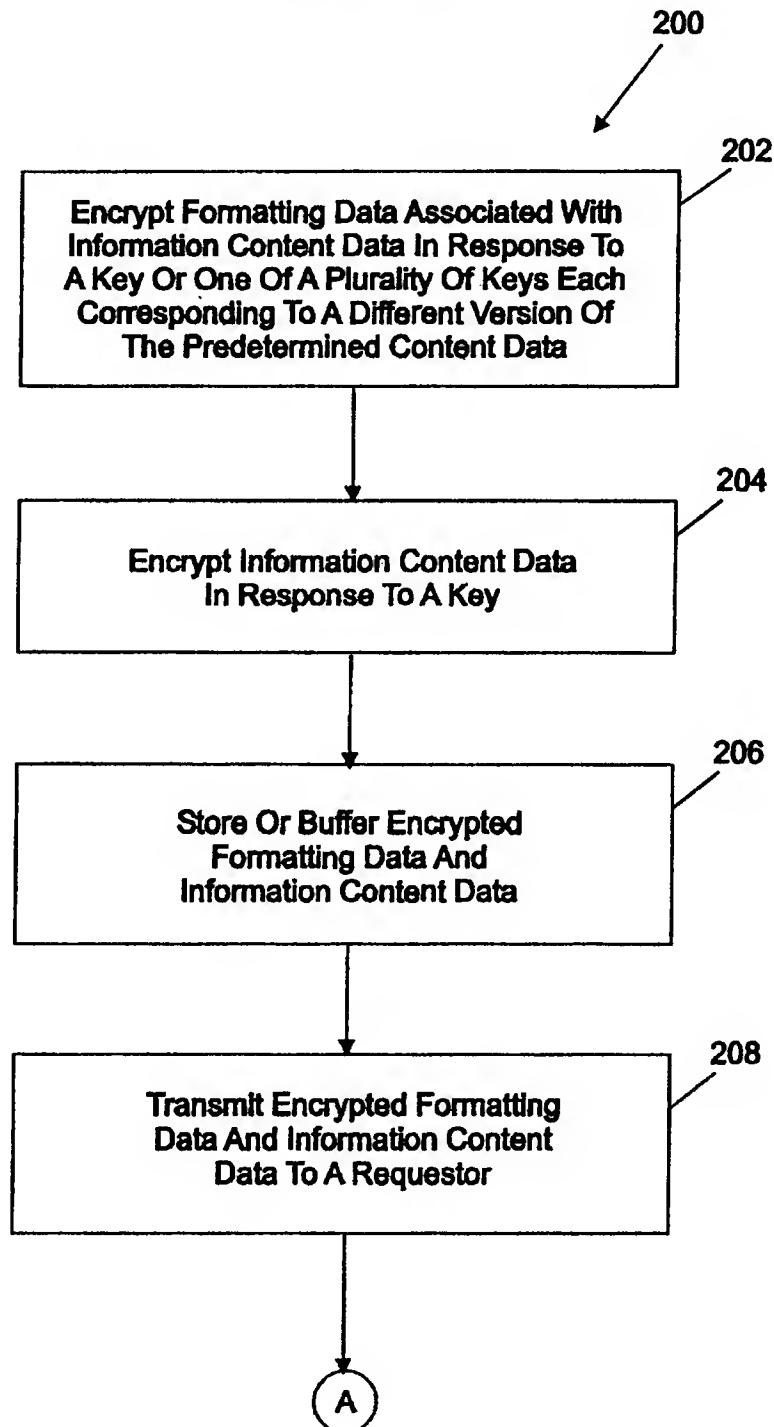 200
202
Encrypt Formatting Data Associated With
Information Content Data In Response To
A Key Or One Of A Plurality Of Keys Each
Corresponding To A Different Version Of
The Predetermined Content Data
204
Encrypt Information Content Data
In Response To A Key
206
Store Or Buffer Encrypted
Formatting Data And
Information Content Data
208
Transmit Encrypted Formatting
Data And Information Content
Data To A Requestor
A